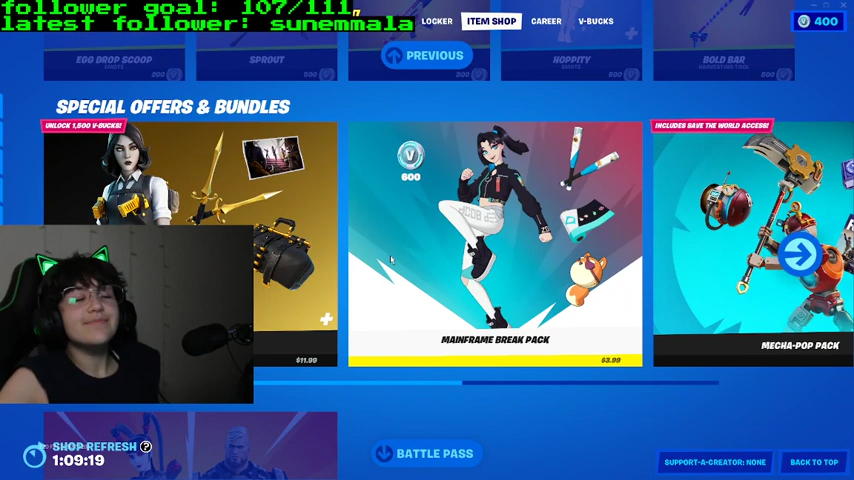 follower goal: 107/111
latest follower: sunemmala
LOCKER
ITEM SHOP
CAREER
V-BUCKS
400
EGG DROP SCOOP
SPROUT
PREVIOUS
HOPPITY
BOLD BAR
SPECIAL OFFERS & BUNDLES
UNLOCK 1,500 V-BUCKS!
INCLUDES SAVE THE WORLD ACCESS!
600
MAINFRAME BREAK PACK
MECHA-POP PACK
$11.99
$3.99
SHOP REFRESH ?
1:09:19
BATTLE PASS
SUPPORT-A-CREATOR: NONE
BACK TO TOP